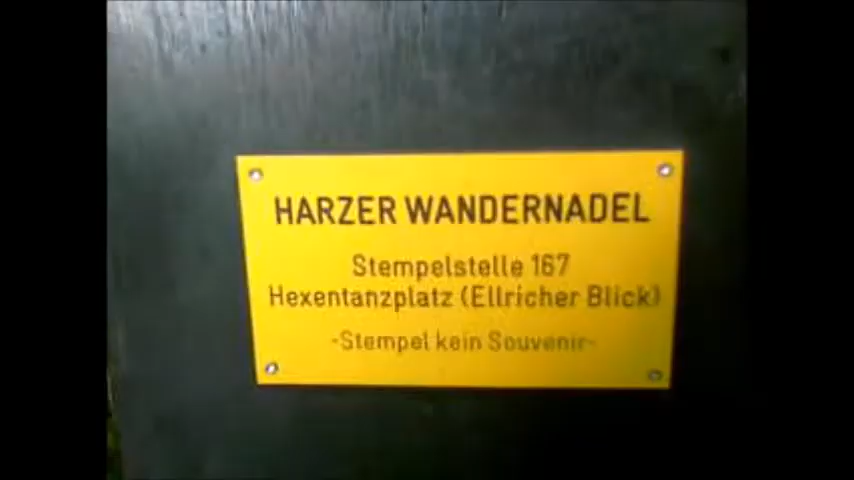 HARZER WANDERNADEL
Stempelstelle 167
Hexentanzplatz (Ellricher Blick)
-Stempel kein Souvenir-